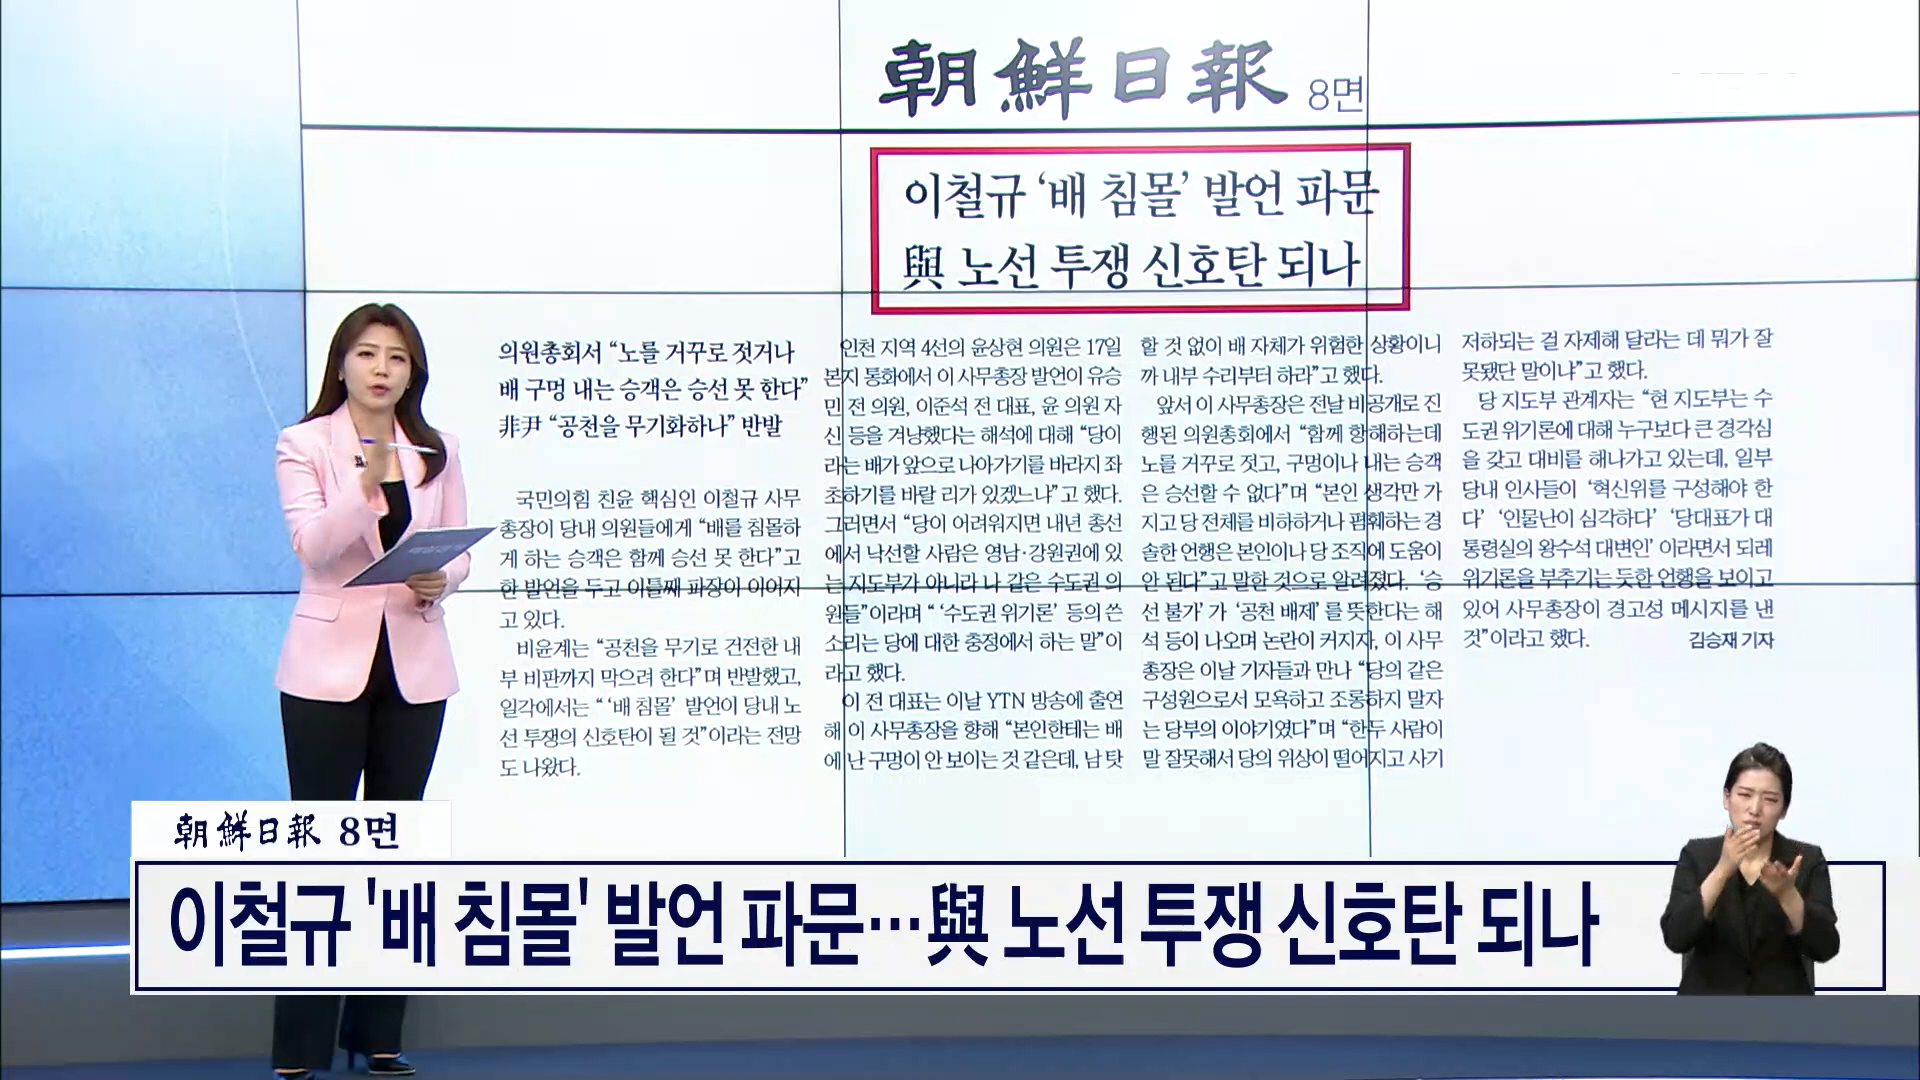 朝鮮日報 8면
이철규 ‘배 침몰’ 발언 파문
與 노선 투쟁 신호탄 되나
의원총회서 “노를 거꾸로 젓거나
배 구멍 내는 승객은 승선 못 한다”
非尹 “공천을 무기화하나” 반발
국민의힘 친윤 핵심인 이철규 사무
총장이 당내 의원들에게 “배를 침몰하
게 하는 승객은 함께 승선 못 한다”고
한 발언을 두고 이틀째 파장이 이어지
고 있다.
비윤계는 “공천을 무기로 건전한 내
부 비판까지 막으려 한다”며 반발했고,
일각에서는 “ ‘배 침몰’ 발언이 당내 노
선 투쟁의 신호탄이 될 것”이라는 전망
도 나왔다.
인천 지역 4선의 윤상현 의원은 17일
본지 통화에서 이 사무총장 발언이 유승
민 전 의원, 이준석 전 대표, 윤 의원 자
신 등을 겨냥했다는 해석에 대해 “당이
라는 배가 앞으로 나아가기를 바라지 좌
초하기를 바랄 리가 있겠느냐”고 했다.
그러면서 “당이 어려워지면 내년 총선
에서 낙선할 사람은 영남·강원권에 있
는 지도부가 아니라 나 같은 수도권 의
원들”이라며 “ ‘수도권 위기론’ 등의 쓴
소리는 당에 대한 충정에서 하는 말”이
라고 했다.
이 전 대표는 이날 YTN 방송에 출연
해 이 사무총장을 향해 “본인한테는 배
에 난 구멍이 안 보이는 것 같은데, 남 탓
할 것 없이 배 자체가 위험한 상황이니
까 내부 수리부터 하라”고 했다.
앞서 이 사무총장은 전날 비공개로 진
행된 의원총회에서 “함께 항해하는데
노를 거꾸로 젓고, 구멍이나 내는 승객
은 승선할 수 없다”며 “본인 생각만 가
지고 당 전체를 비하하거나 폄훼하는 경
솔한 언행은 본인이나 당 조직에 도움이
안 된다”고 말한 것으로 알려졌다. ‘승
선 불가’가 ‘공천 배제’를 뜻한다는 해
석 등이 나오며 논란이 커지자, 이 사무
총장은 이날 기자들과 만나 “당의 같은
구성원으로서 모욕하고 조롱하지 말자
는 당부의 이야기였다”며 “한두 사람이
말 잘못해서 당의 위상이 떨어지고 사기
저하되는 걸 자제해 달라는 데 뭐가 잘
못됐단 말이냐”고 했다.
당 지도부 관계자는 “현 지도부는 수
도권 위기론에 대해 누구보다 큰 경각심
을 갖고 대비를 해나가고 있는데, 일부
당내 인사들이 ‘혁신위를 구성해야 한
다’ ‘인물난이 심각하다’ ‘당대표가 대
통령실의 왕수석 대변인’이라면서 되레
위기론을 부추기는 듯한 언행을 보이고
있어 사무총장이 경고성 메시지를 낸
것”이라고 했다. 김승재 기자
朝鮮日報 8면
이철규 '배 침몰' 발언 파문…與 노선 투쟁 신호탄 되나